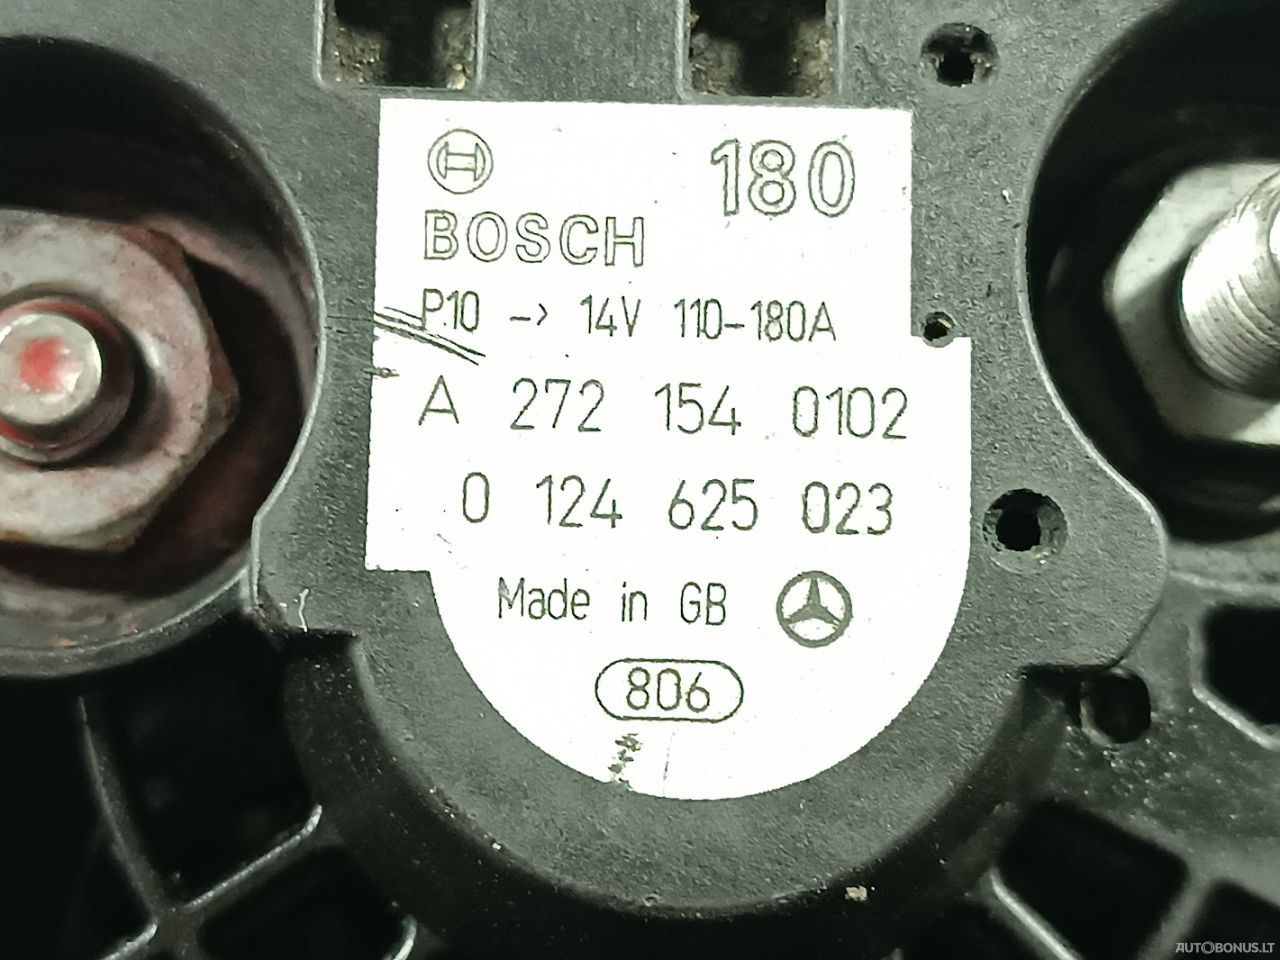 180
BOSCH
P10 -> 14V 110-180A
A 272 154 0102
0 124 625 023
Made in GB
806
AUTOBONUS.LT